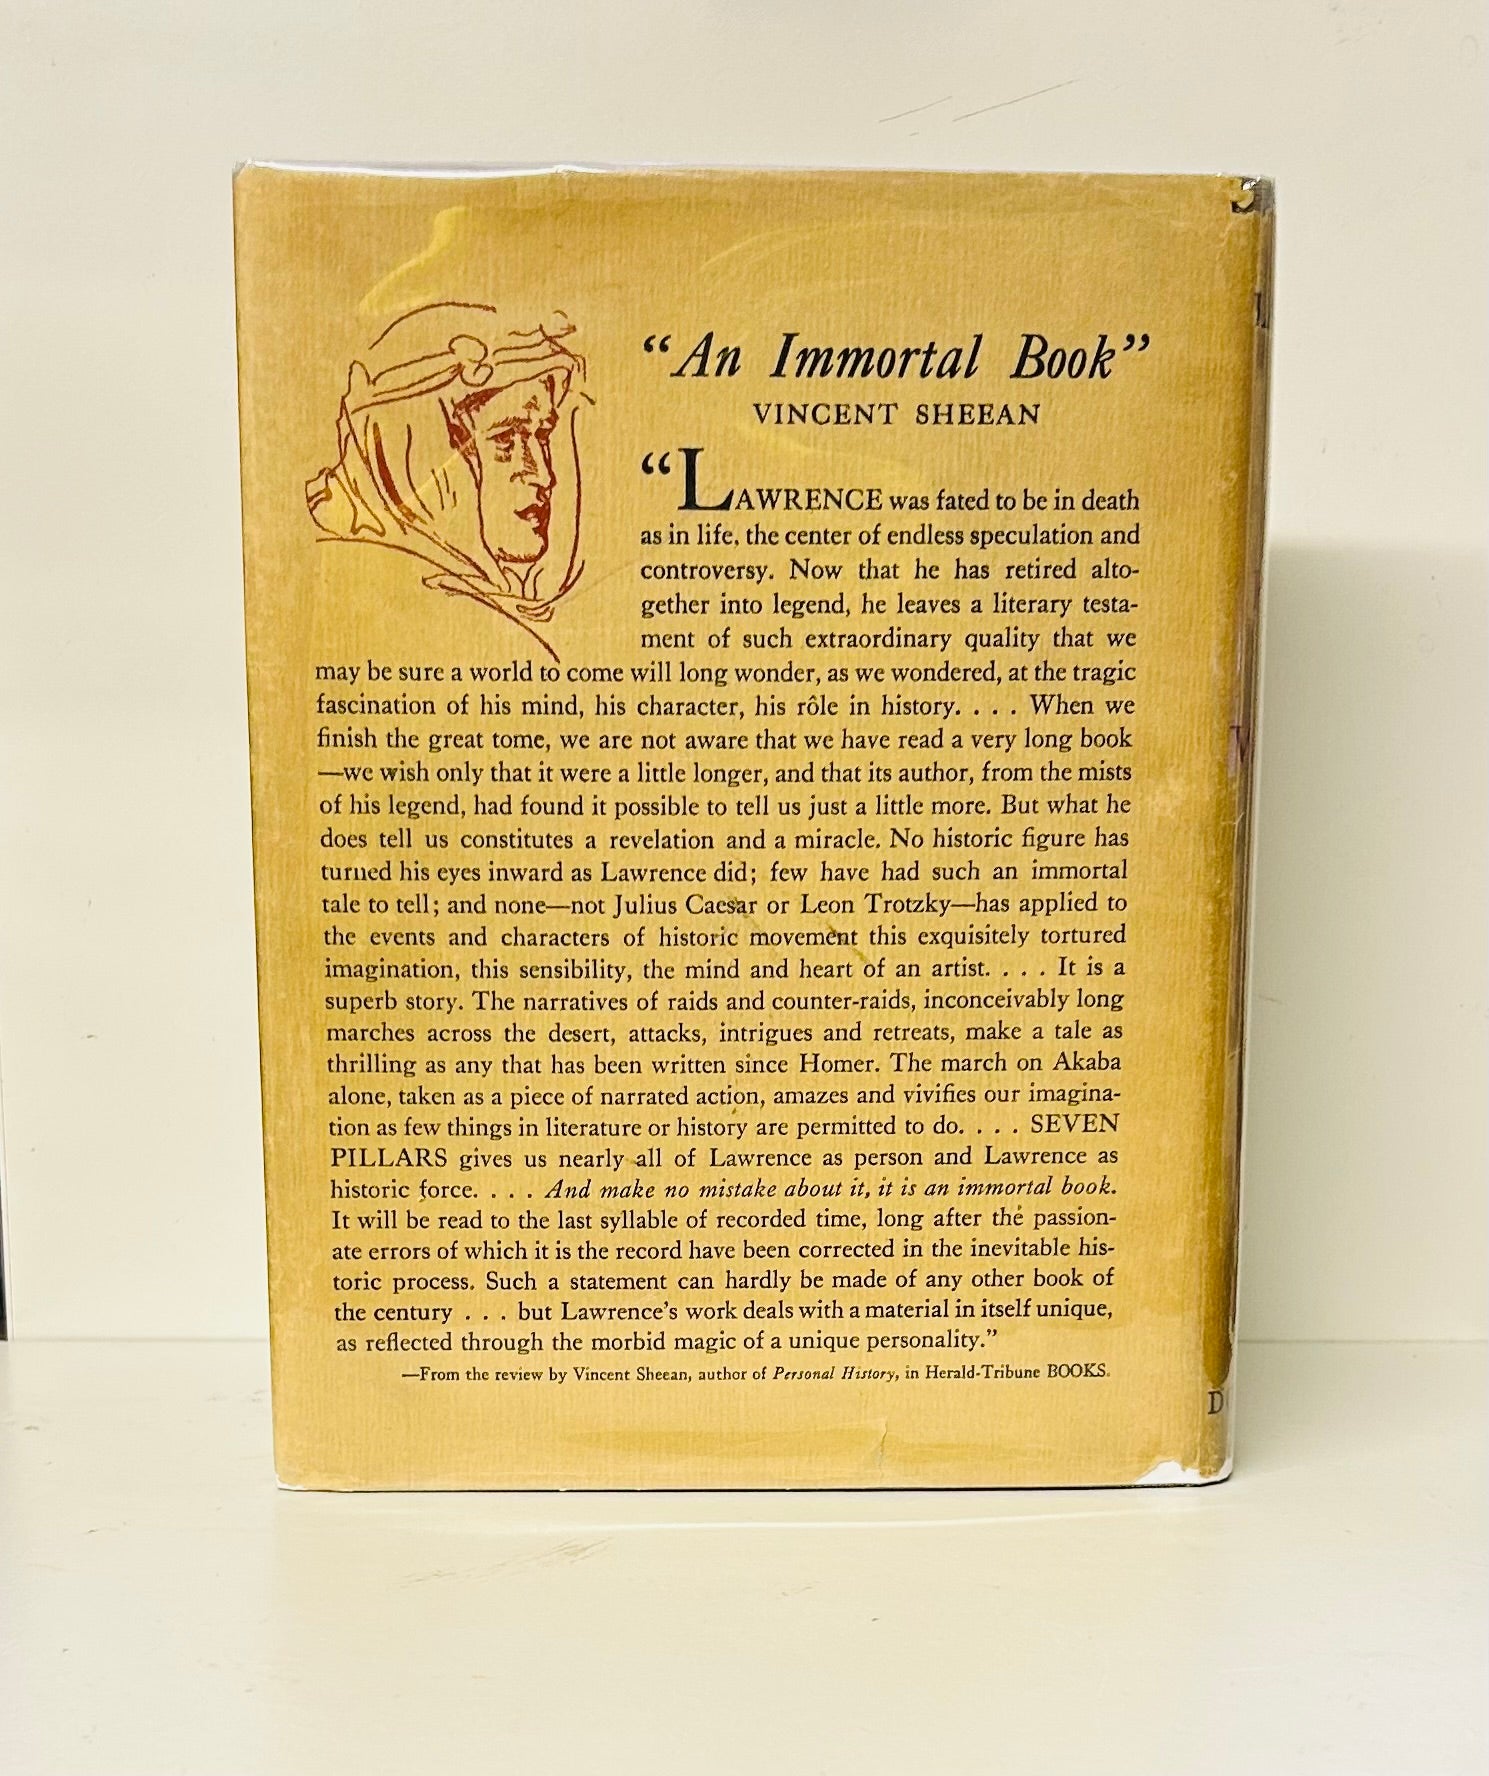 “An Immortal Book”
VINCENT SHEEAN
“LAWRENCE was fated to be in death
as in life, the center of endless speculation and
controversy. Now that he has retired alto-
gether into legend, he leaves a literary testa-
ment of such extraordinary quality that we
may be sure a world to come will long wonder, as we wondered, at the tragic
fascination of his mind, his character, his rôle in history. . . . When we
finish the great tome, we are not aware that we have read a very long book
—we wish only that it were a little longer, and that its author, from the mists
of his legend, had found it possible to tell us just a little more. But what he
does tell us constitutes a revelation and a miracle. No historic figure has
turned his eyes inward as Lawrence did; few have had such an immortal
tale to tell; and none—not Julius Caesar or Leon Trotzky—has applied to
the events and characters of historic movement this exquisitely tortured
imagination, this sensibility, the mind and heart of an artist. . . . It is a
superb story. The narratives of raids and counter-raids, inconceivably long
marches across the desert, attacks, intrigues and retreats, make a tale as
thrilling as any that has been written since Homer. The march on Akaba
alone, taken as a piece of narrated action, amazes and vivifies our imagina-
tion as few things in literature or history are permitted to do. . . . SEVEN
PILLARS gives us nearly all of Lawrence as person and Lawrence as
historic force. . . . And make no mistake about it, it is an immortal book.
It will be read to the last syllable of recorded time, long after the passion-
ate errors of which it is the record have been corrected in the inevitable his-
toric process. Such a statement can hardly be made of any other book of
the century . . . but Lawrence’s work deals with a material in itself unique,
as reflected through the morbid magic of a unique personality.”
—From the review by Vincent Sheean, author of Personal History, in Herald-Tribune BOOKS.